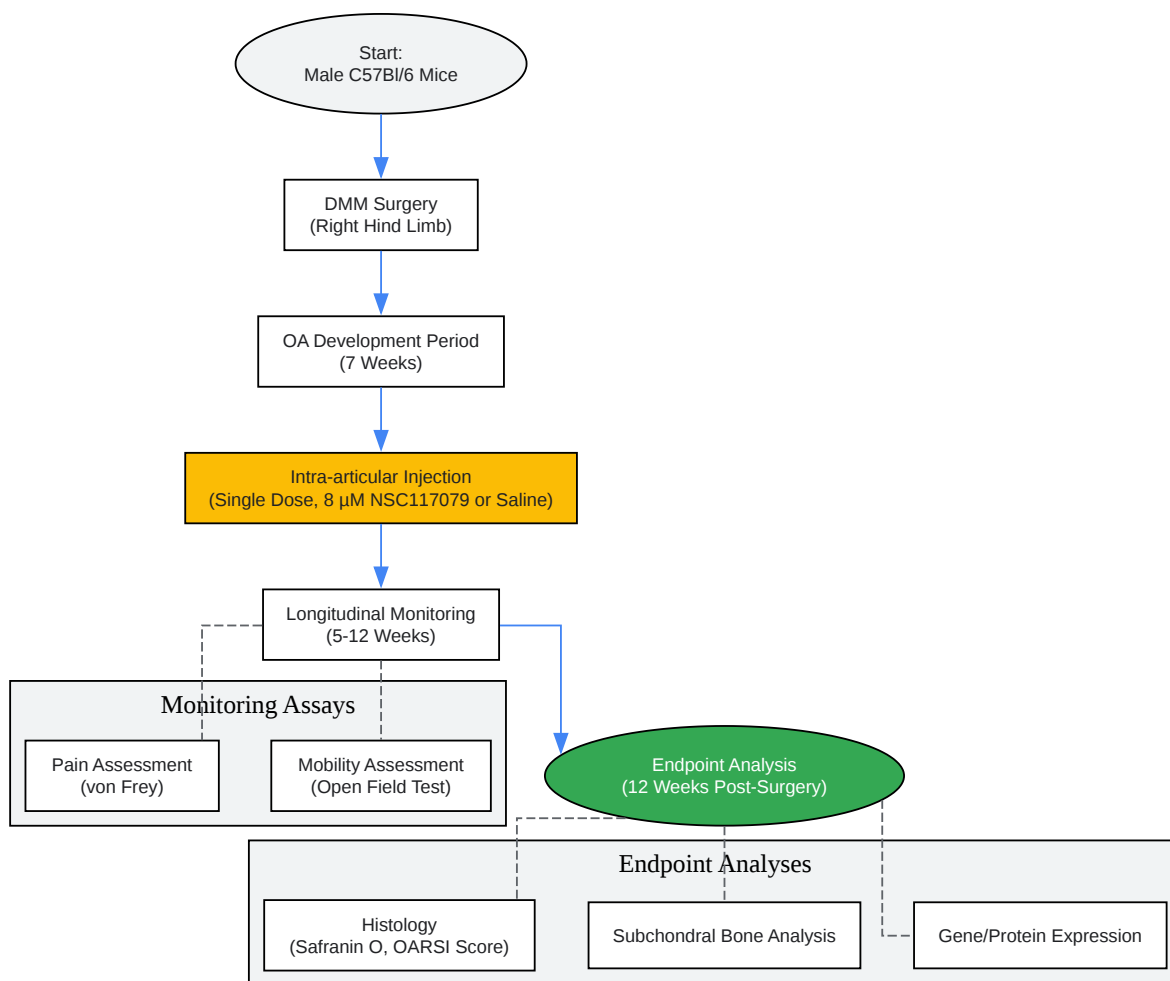 Start:
Male C57Bl/6 Mice
DMM Surgery
(Right Hind Limb)
OA Development Period
(7 Weeks)
Intra-articular Injection
(Single Dose, 8 µM NSC117079 or Saline)
Longitudinal Monitoring
(5-12 Weeks)
Monitoring Assays
Pain Assessment
(von Frey)
Mobility Assessment
(Open Field Test)
Endpoint Analysis
(12 Weeks Post-Surgery)
Endpoint Analyses
Histology
(Safranin O, OARSI Score)
Subchondral Bone Analysis
Gene/Protein Expression